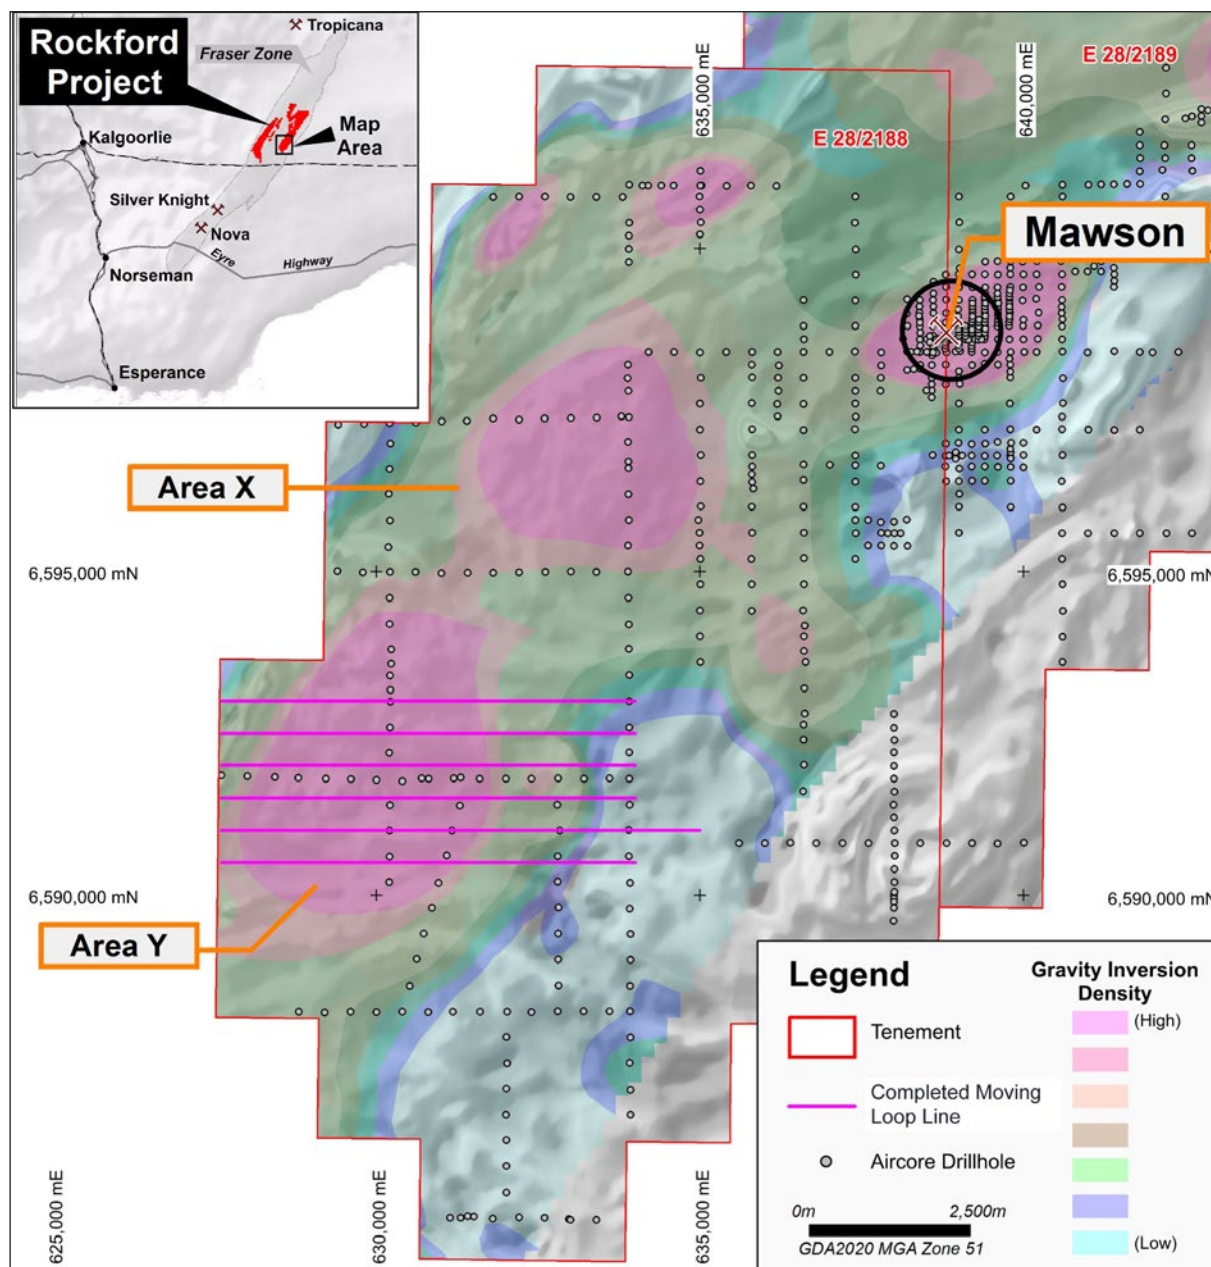 Rockford
Project
Tropicana
Fraser Zone
Map
Area
Kalgoorlie
Silver Knight
Nova
Eyre
Highway
Norseman
Esperance
635,000 mE
640,000 mE
E 28/2189
E 28/2188
Mawson
Area X
6,595,000 mN
6,595,000 mN
6,590,000 mN
6,590,000 mN
Area Y
625,000 mE
630,000 mE
635,000 mE
Legend
Tenement
Completed Moving
Loop Line
Aircore Drillhole
0m
2,500m
GDA2020 MGA Zone 51
Gravity Inversion
Density
(High)
(Low)